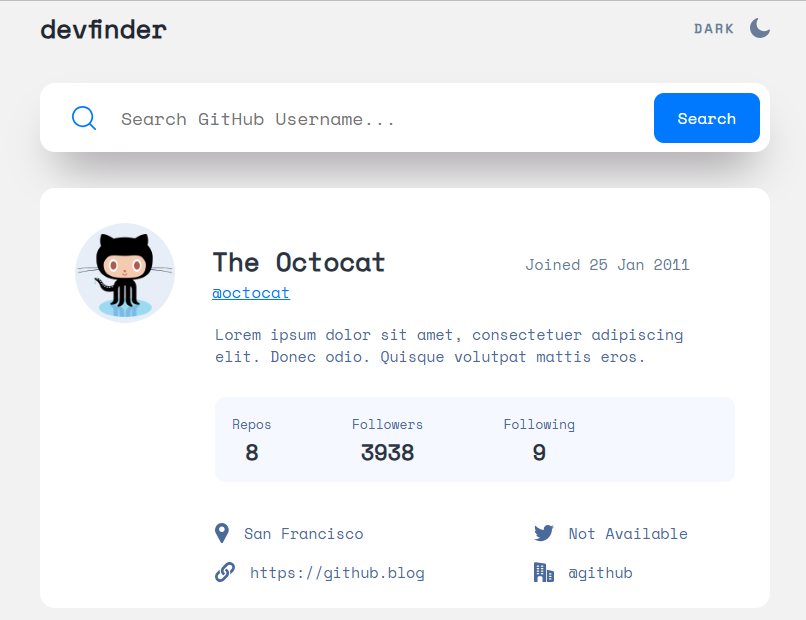 devfinder
DARK
Search GitHub Username...
Search
The Octocat
Joined 25 Jan 2011
@octocat
Lorem ipsum dolor sit amet, consectetuer adipiscing
elit. Donec odio. Quisque volutpat mattis eros.
Repos Followers Following
8 3938 9
San Francisco Not Available
https://github.blog @github